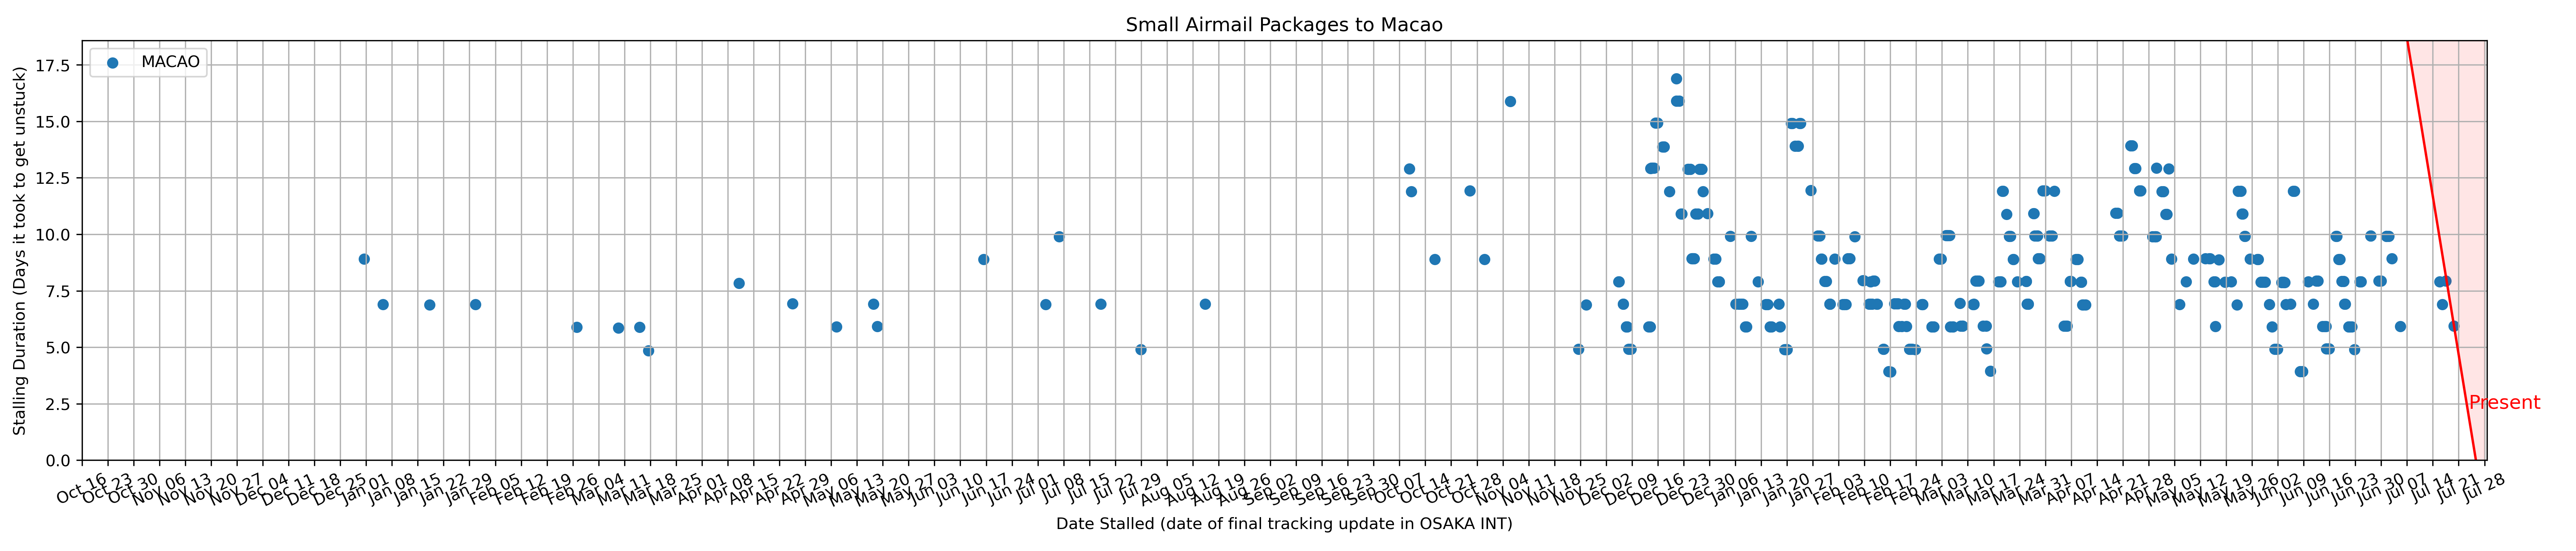 Small Airmail Packages to Macao
MACAO
Stalling Duration (Days it took to get unstuck)
17.5
15.0
12.5
10.0
7.5
5.0
2.5
0.0
Present
Oct 16
Oct 23
Oct 30
Nov 06
Nov 13
Nov 20
Nov 27
Dec 04
Dec 11
Dec 18
Dec 25
Jan 01
Jan 08
Jan 15
Jan 22
Jan 29
Feb 05
Feb 12
Feb 19
Feb 26
Mar 04
Mar 11
Mar 18
Mar 25
Apr 01
Apr 08
Apr 15
Apr 22
Apr 29
May 06
May 13
May 20
May 27
Jun 03
Jun 10
Jun 17
Jun 24
Jul 01
Jul 08
Jul 15
Jul 22
Jul 29
Aug 05
Aug 12
Aug 19
Aug 26
Sep 02
Sep 09
Sep 16
Sep 23
Sep 30
Oct 07
Oct 14
Oct 21
Oct 28
Nov 04
Nov 11
Nov 18
Nov 25
Dec 02
Dec 09
Dec 16
Dec 23
Dec 30
Jan 06
Jan 13
Jan 20
Jan 27
Feb 03
Feb 10
Feb 17
Feb 24
Mar 03
Mar 10
Mar 17
Mar 24
Mar 31
Apr 07
Apr 14
Apr 21
Apr 28
May 05
May 12
May 19
May 26
Jun 02
Jun 09
Jun 16
Jun 23
Jun 30
Jul 07
Jul 14
Jul 21
Jul 28
Date Stalled (date of final tracking update in OSAKA INT)